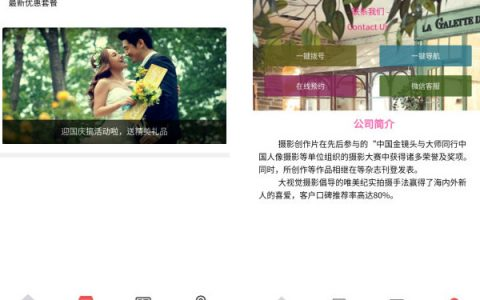 最新优惠套餐
迎国庆搞活动啦，送精美礼品
联系我们
Contact Us
LA GALETTE DE
一键拨号
一键导航
在线预约
微信客服
公司简介
摄影创作片在先后参与的“中国金镜头与大师同行中
国人像摄影等单位组织的摄影大赛中获得诸多荣誉及奖项。
同时，所创作等作品相继在等杂志刊登发表。
大视觉摄影倡导的唯美纪实拍摄手法赢得了海内外新
人的喜爱，客户口碑推荐率高达80%。